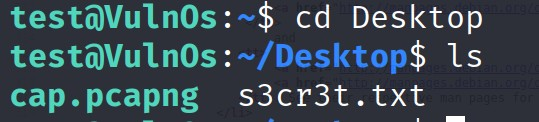 test@VulnOs:~$ cd Desktop
test@VulnOs:~/Desktop$ ls
cap.pcapng  s3cr3t.txt